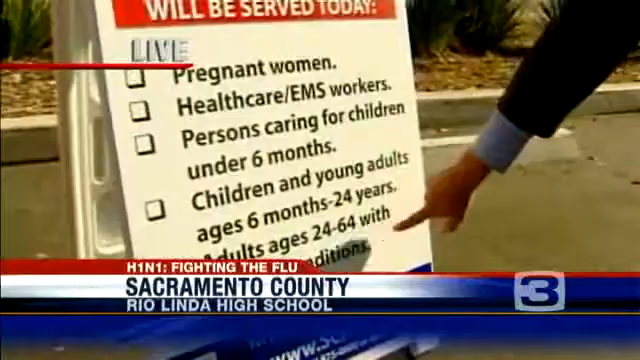 WILL BE SERVED TODAY:
LIVE
Pregnant women.
Healthcare/EMS workers.
Persons caring for children
under 6 months.
Children and young adults
ages 6 months-24 years.
Adults ages 24-64 with
H1N1: FIGHTING THE FLU
SACRAMENTO COUNTY
3
RIO LINDA HIGH SCHOOL